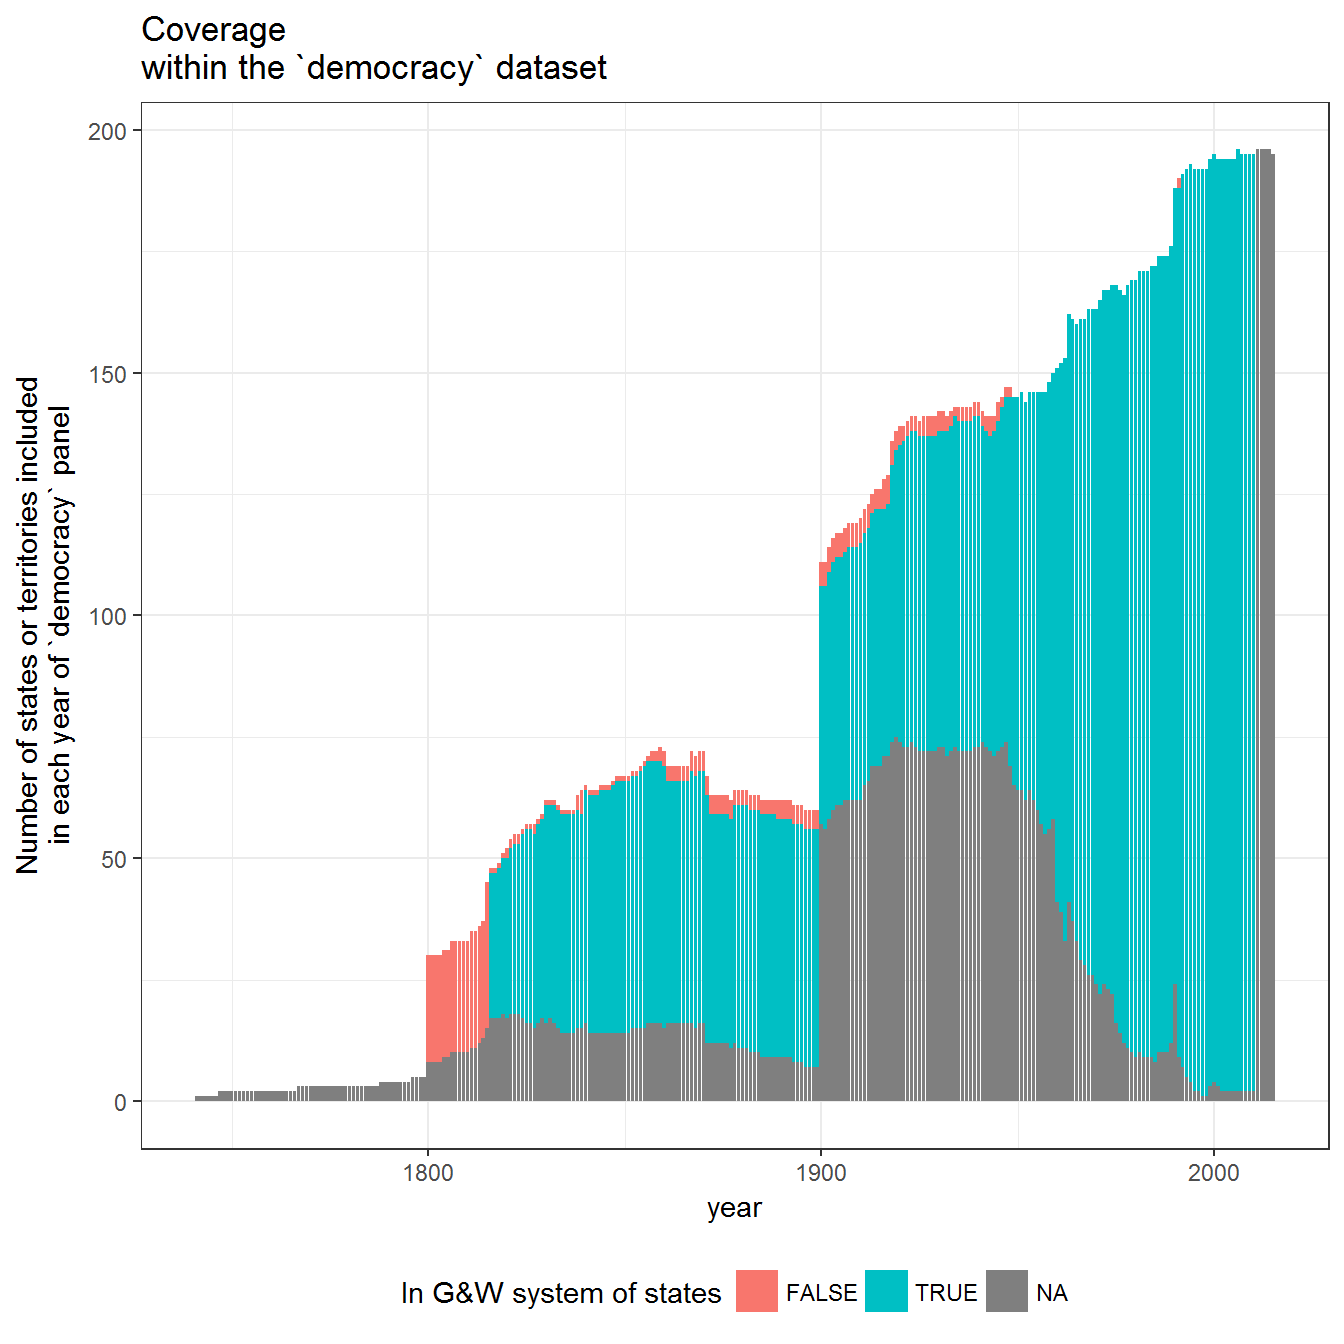 Coverage
within the `democracy` dataset
Number of states or territories included
in each year of `democracy` panel
200
150
100
50
0
1800
1900
2000
year
In G&W system of states
FALSE
TRUE
NA